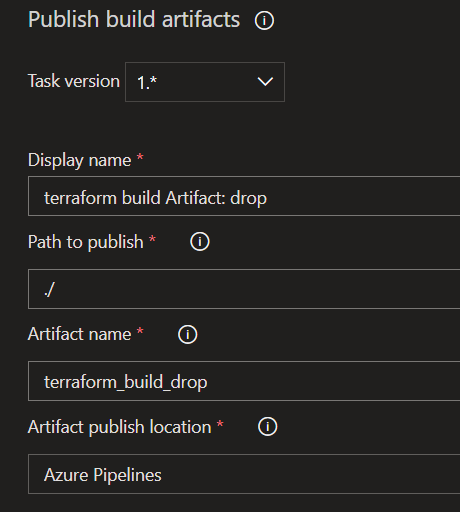 Publish build artifacts
Task version 1.*
Display name *
terraform build Artifact: drop
Path to publish *
./
Artifact name *
terraform_build_drop
Artifact publish location *
Azure Pipelines